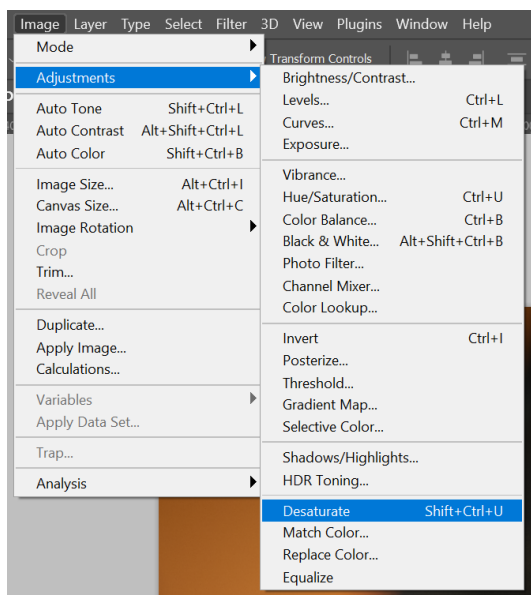 Image Layer Type Select Filter 3D View Plugins Window Help
Transform Controls
Mode
Adjustments
Auto Tone Shift+Ctrl+L
Auto Contrast Alt+Shift+Ctrl+L
Auto Color Shift+Ctrl+B
Image Size... Alt+Ctrl+I
Canvas Size... Alt+Ctrl+C
Image Rotation
Crop
Trim...
Reveal All
Duplicate...
Apply Image...
Calculations...
Variables
Apply Data Set...
Trap...
Analysis
Brightness/Contrast...
Levels... Ctrl+L
Curves... Ctrl+M
Exposure...
Vibrance...
Hue/Saturation... Ctrl+U
Color Balance... Ctrl+B
Black & White... Alt+Shift+Ctrl+B
Photo Filter...
Channel Mixer...
Color Lookup...
Invert Ctrl+I
Posterize...
Threshold...
Gradient Map...
Selective Color...
Shadows/Highlights...
HDR Toning...
Desaturate Shift+Ctrl+U
Match Color...
Replace Color...
Equalize